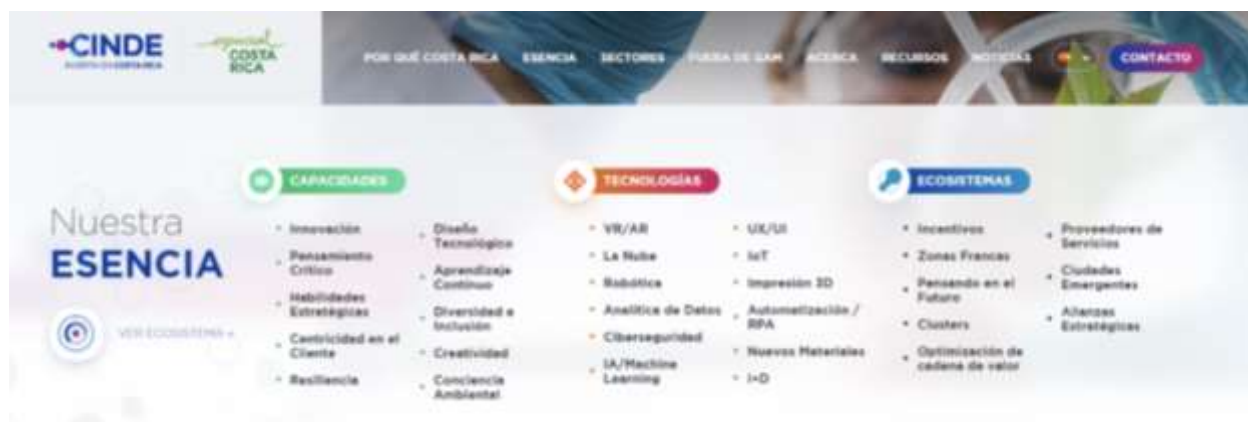 CINDE
COSTA
RICA
POR QUÉ COSTA RICA ESENCIA SECTORES FUERA DE GAM ACERCA RECURSOS NOTICIAS CONTACTO
Nuestra
ESENCIA
VER ECOSISTEMA
CAPACIDADES
Innovación
Pensamiento
Crítico
Habilidades
Estratégicas
Centricidad en el
Cliente
Resiliencia
Diseño
Tecnológico
Aprendizaje
Continuo
Diversidad e
Inclusión
Creatividad
Conciencia
Ambiental
TECNOLOGÍAS
VR/AR
La Nube
Robótica
Analítica de Datos
Ciberseguridad
IA/Machine
Learning
UX/UI
IoT
Impresión 3D
Automatización /
RPA
Nuevos Materiales
I+D
ECOSISTEMAS
Incentivos
Zonas Francas
Pensando en el
Futuro
Clusters
Optimización de
cadena de valor
Proveedores de
Servicios
Ciudades
Emergentes
Alianzas
Estratégicas